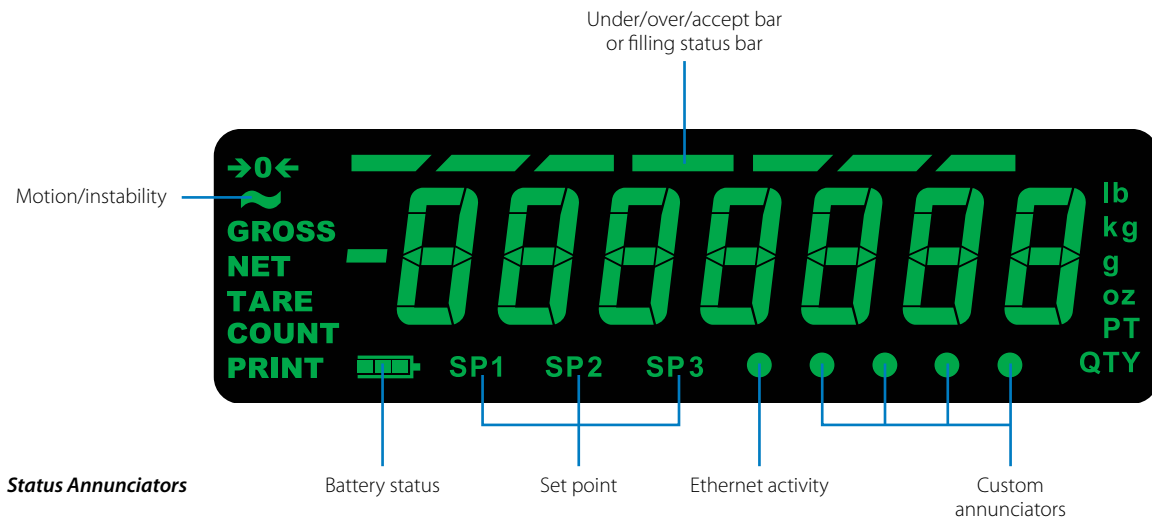 Under/over/accept bar
or filling status bar
→0←
Motion/instability
~
GROSS
NET
TARE
COUNT
PRINT
-8888888
lb
kg
g
oz
PT
QTY
SP1 SP2 SP3
Status Annunciators
Battery status
Set point
Ethernet activity
Custom
annunciators